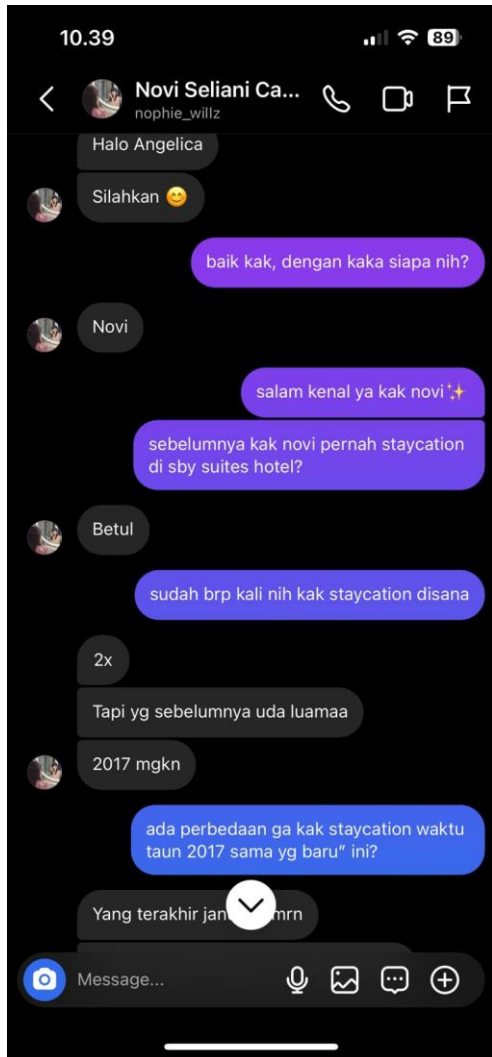 10.39
89
Novi Seliani Ca...
nophie_willz
Halo Angelica
Silahkan 😊
baik kak, dengan kaka siapa nih?
Novi
salam kenal ya kak novi✨
sebelumnya kak novi pernah staycation
di sby suites hotel?
Betul
sudah brp kali nih kak staycation disana
2x
Tapi yg sebelumnya uda luamaa
2017 mgkn
ada perbedaan ga kak staycation waktu
taun 2017 sama yg baru” ini?
Yang terakhir
Message...